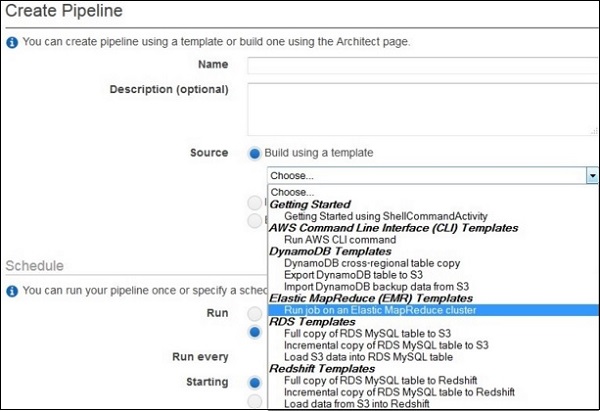 Create Pipeline
You can create pipeline using a template or build one using the Architect page.
Name
Description (optional)
Source
Build using a template
Choose...
Choose...
Getting Started
Getting Started using ShellCommandActivity
AWS Command Line Interface (CLI) Templates
Run AWS CLI command
DynamoDB Templates
DynamoDB cross-regional table copy
Export DynamoDB table to S3
Import DynamoDB backup data from S3
Elastic MapReduce (EMR) Templates
Run job on an Elastic MapReduce cluster
RDS Templates
Full copy of RDS MySQL table to S3
Incremental copy of RDS MySQL table to S3
Load S3 data into RDS MySQL table
Redshift Templates
Full copy of RDS MySQL table to Redshift
Incremental copy of RDS MySQL table to Redshift
Load data from S3 into Redshift
Schedule
You can run your pipeline once or specify a
Run
Run every
Starting